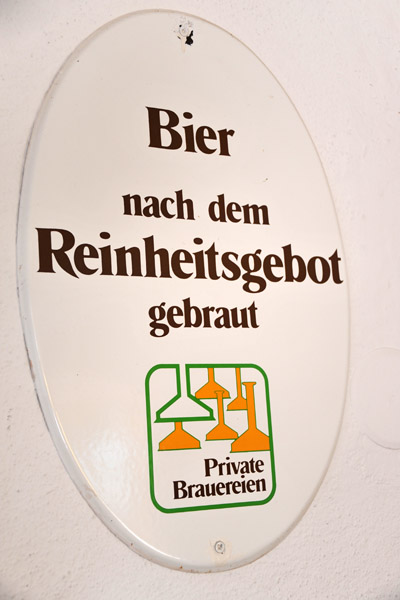 Bier
nach dem
Reinheitsgebot
gebraut
Private
Brauereien